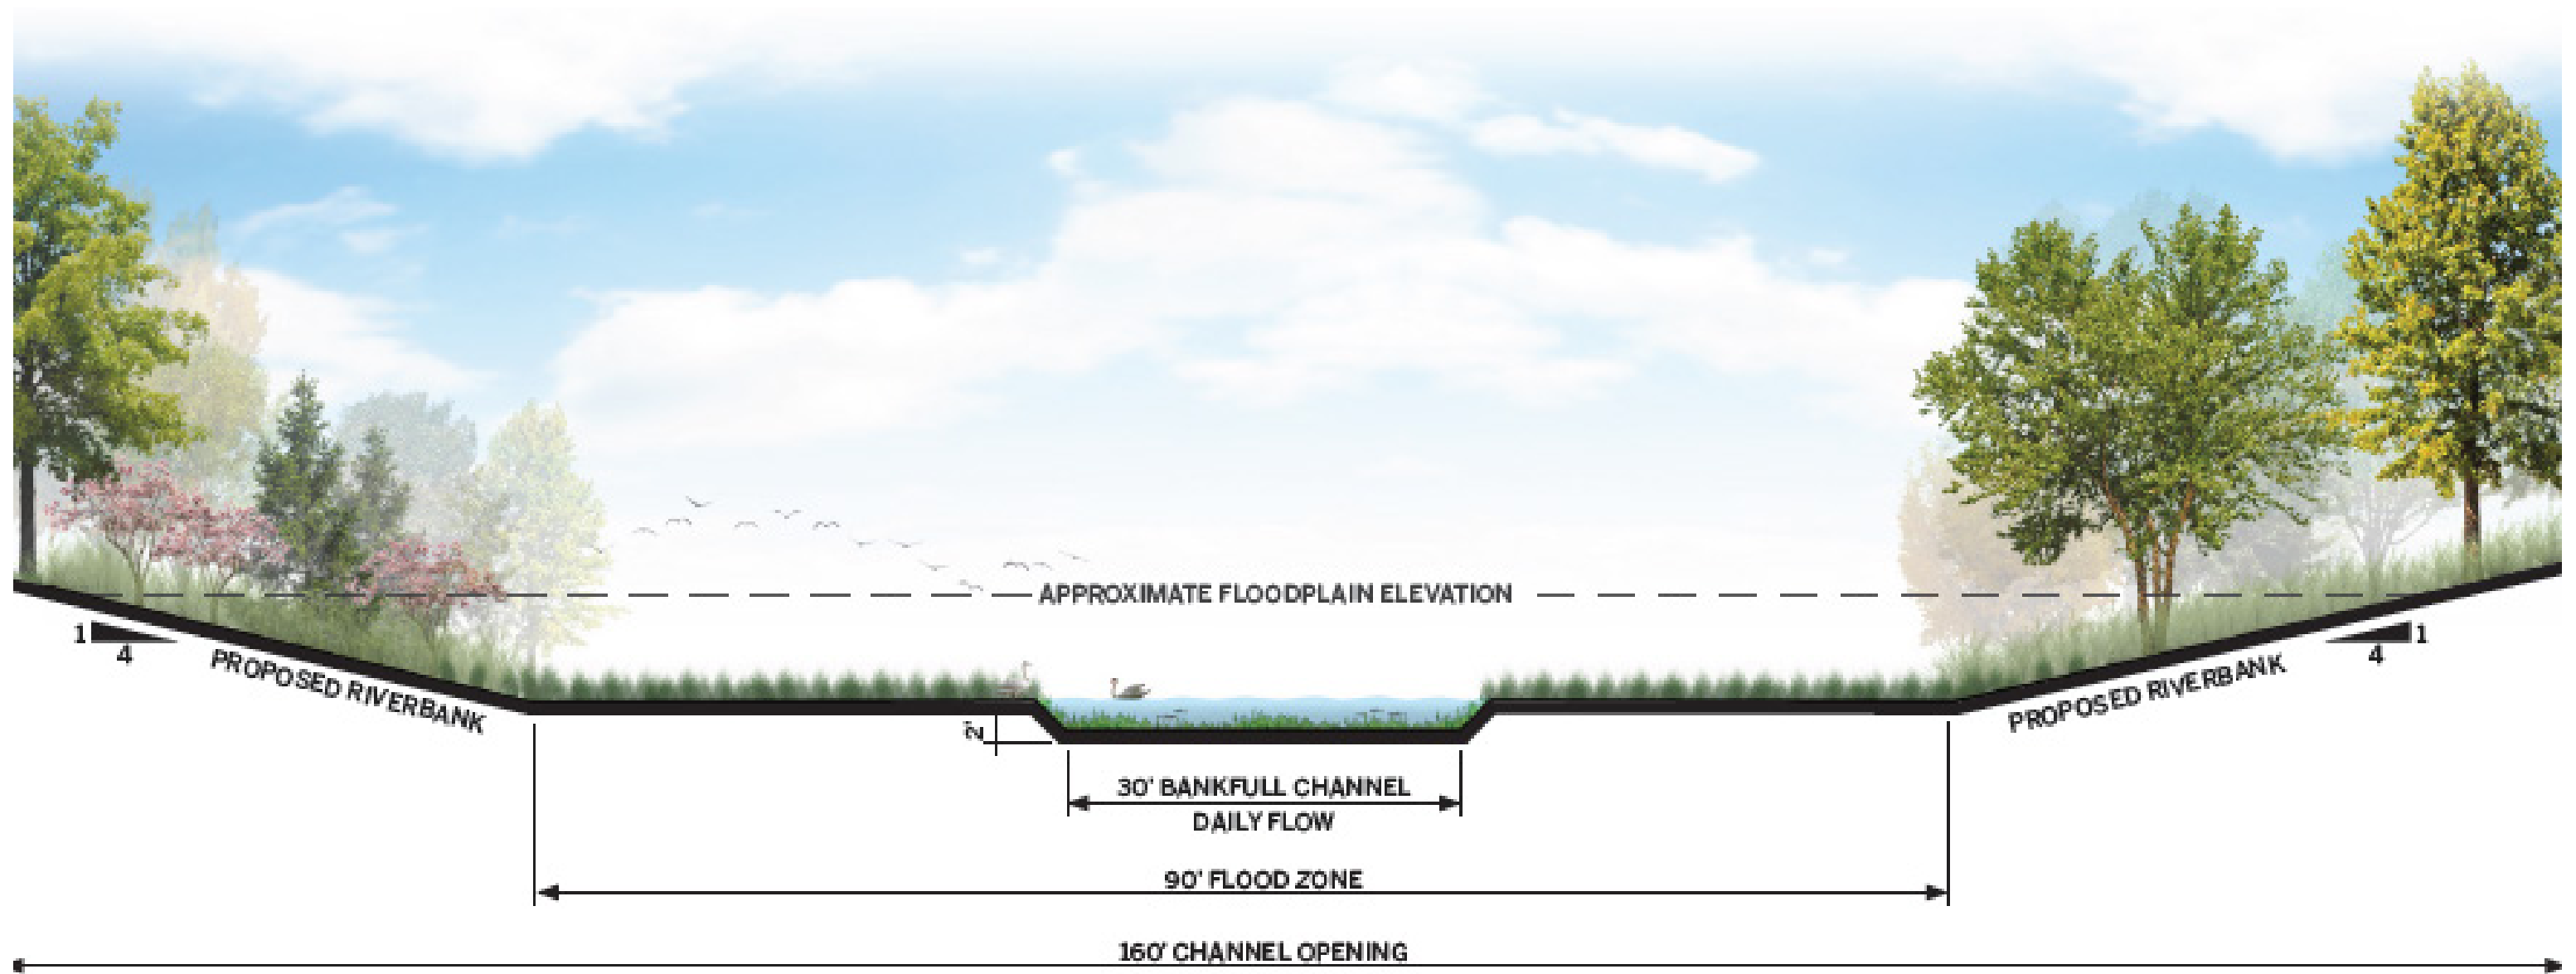 APPROXIMATE FLOODPLAIN ELEVATION
1
4
PROPOSED RIVERBANK
1
4
PROPOSED RIVERBANK
2'
30' BANKFULL CHANNEL
DAILY FLOW
90' FLOOD ZONE
160' CHANNEL OPENING